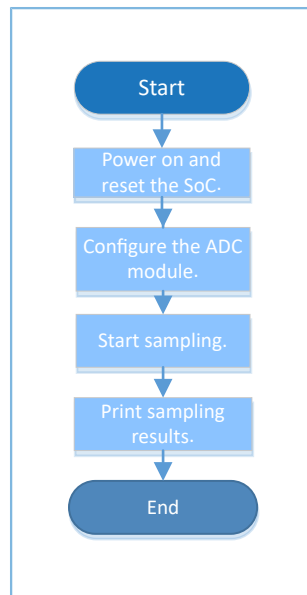 Start
Power on and
reset the SoC.
Configure the ADC
module.
Start sampling.
Print sampling
results.
End